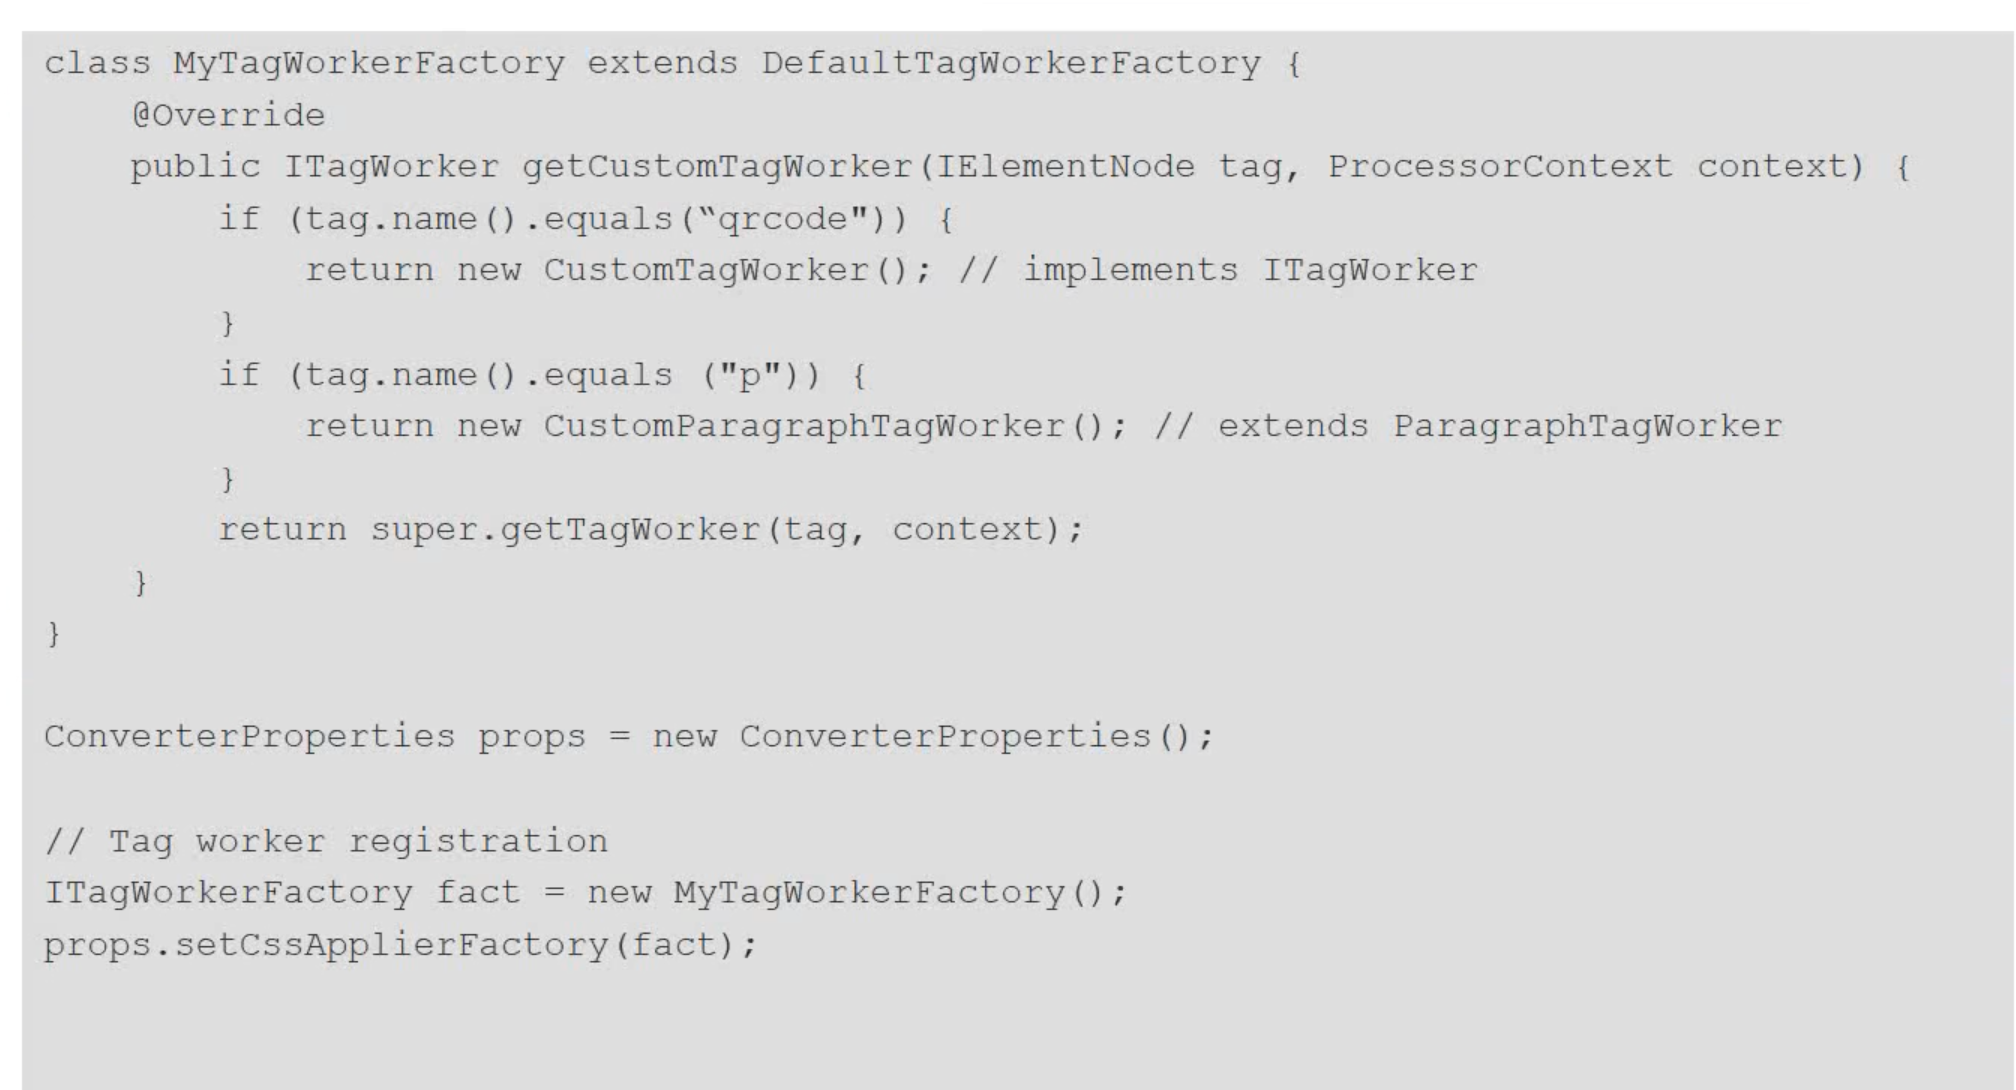 class MyTagWorkerFactory extends DefaultTagWorkerFactory {
@Override
public ITagWorker getCustomTagWorker(IElementNode tag, ProcessorContext context) {
if (tag.name().equals(“qrcode")) {
return new CustomTagWorker(); // implements ITagWorker
}
if (tag.name().equals ("p")) {
return new CustomParagraphTagWorker(); // extends ParagraphTagWorker
}
return super.getTagWorker(tag, context);
}
}
ConverterProperties props = new ConverterProperties();
// Tag worker registration
ITagWorkerFactory fact = new MyTagWorkerFactory();
props.setCssApplierFactory(fact);